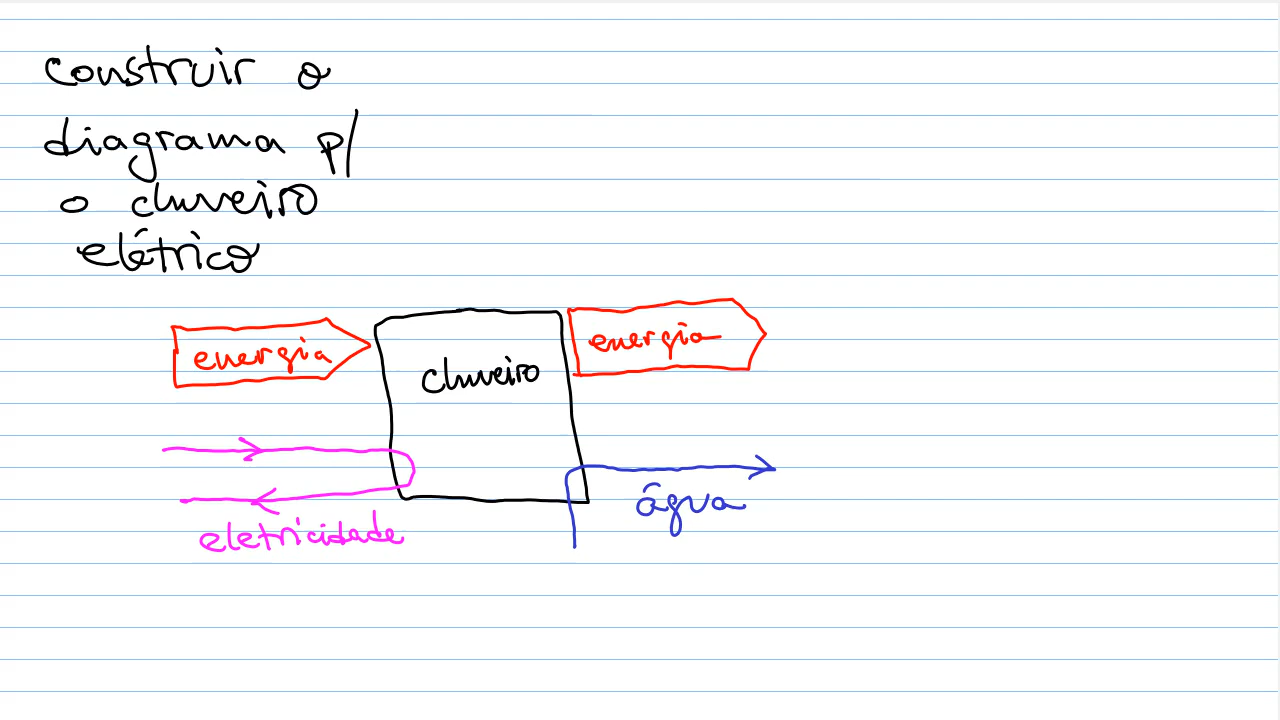 construir o
diagrama p/
o chuveiro
elétrico
energia
chuveiro
energia
eletricidade
água